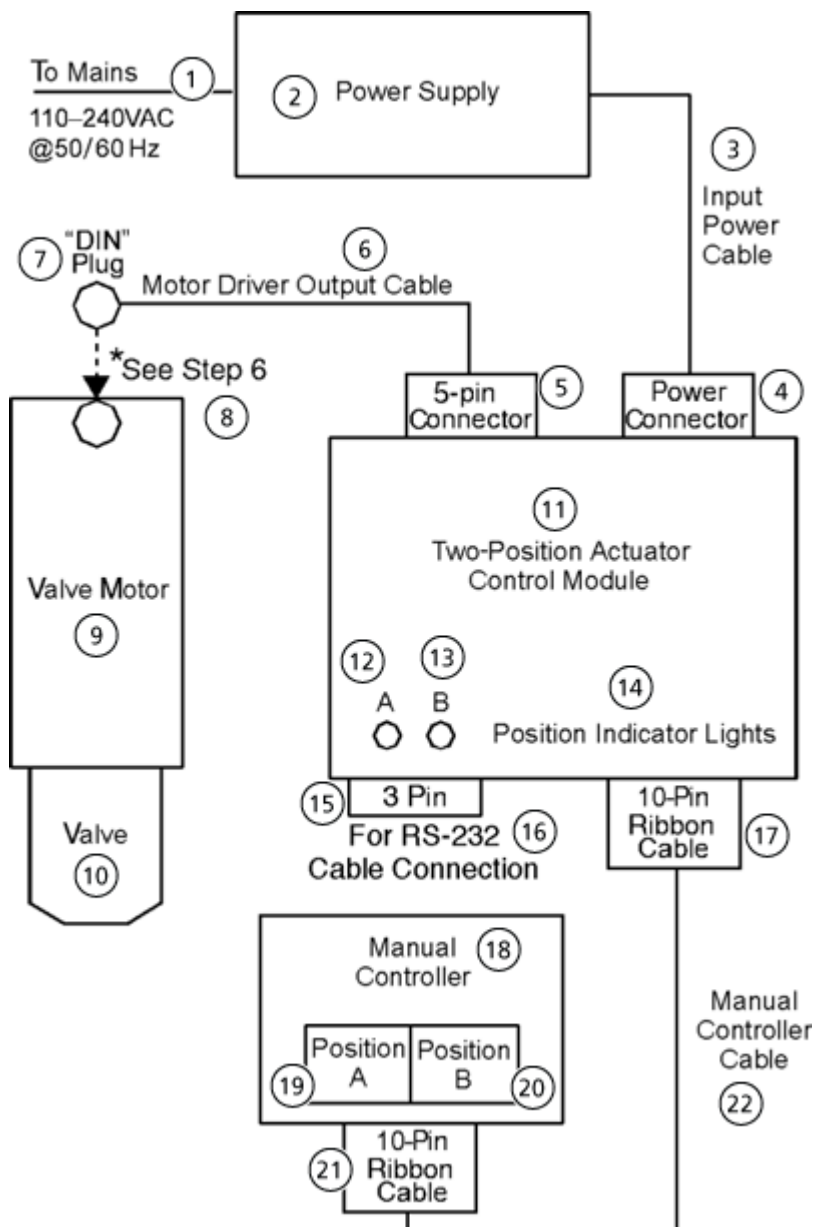 To Mains
1
110–240VAC
@50/60 Hz
2
Power Supply
3
Input
Power
Cable
7
"DIN"
Plug
6
Motor Driver Output Cable
*See Step 6
8
5-pin
Connector
5
Power
Connector
4
11
Two-Position Actuator
Control Module
Valve Motor
9
12
13
A
B
14
Position Indicator Lights
15
3 Pin
For RS-232
16
Cable Connection
10-Pin
Ribbon
Cable
17
Valve
10
Manual
Controller
18
Position
A
Position
B
19
20
Manual
Controller
Cable
22
10-Pin
Ribbon
Cable
21